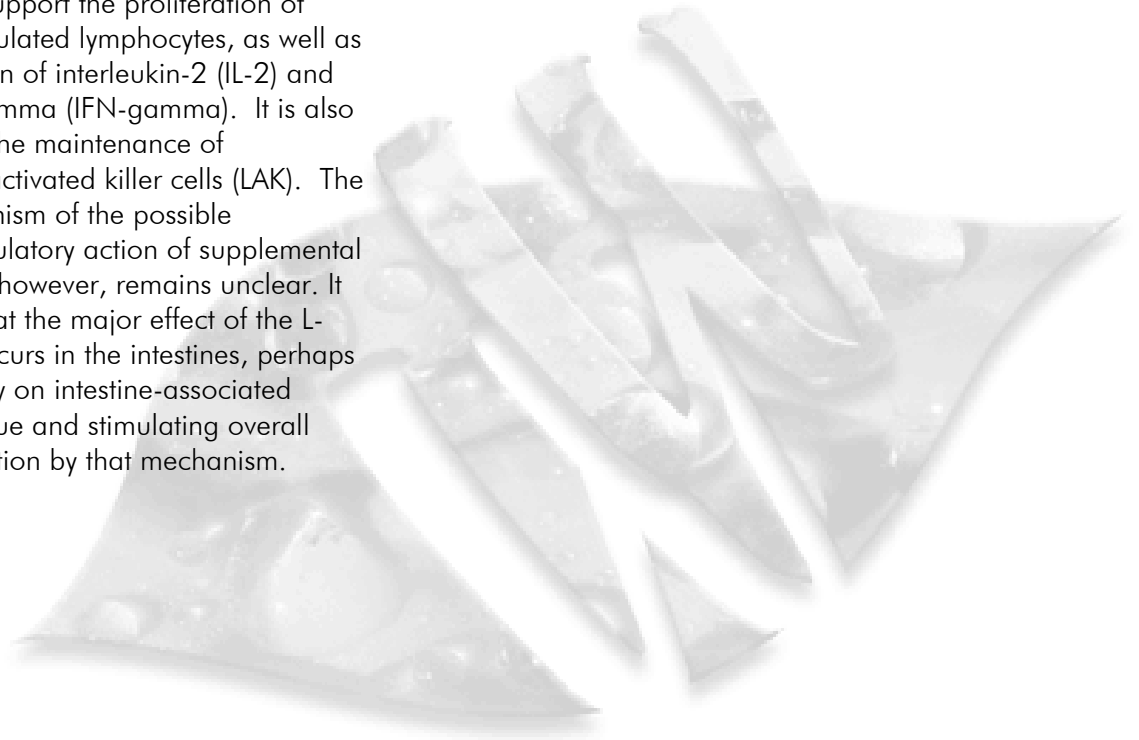 upport the proliferation of
ulated lymphocytes, as well as
n of interleukin-2 (IL-2) and
mma (IFN-gamma).  It is also
he maintenance of
ctivated killer cells (LAK).  The
nism of the possible
ulatory action of supplemental
however, remains unclear. It
at the major effect of the L-
curs in the intestines, perhaps
y on intestine-associated
ue and stimulating overall
tion by that mechanism.